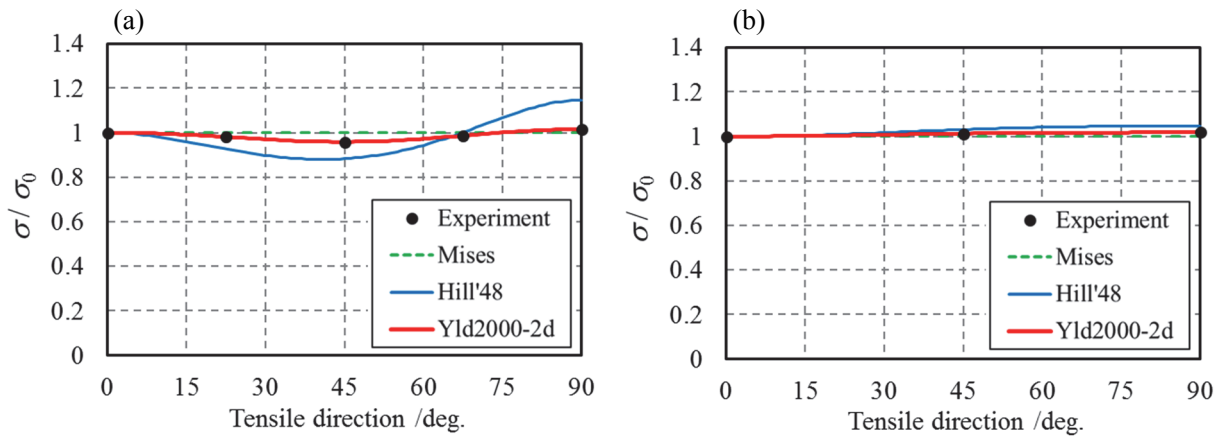 (a)
1.4
1.2
1
0.8
0.6
0.4
0.2
0
σ / σ0
Experiment
Mises
Hill'48
Yld2000-2d
0 15 30 45 60 75 90
Tensile direction /deg.
(b)
1.4
1.2
1
0.8
0.6
0.4
0.2
0
σ / σ0
Experiment
Mises
Hill'48
Yld2000-2d
0 15 30 45 60 75 90
Tensile direction /deg.